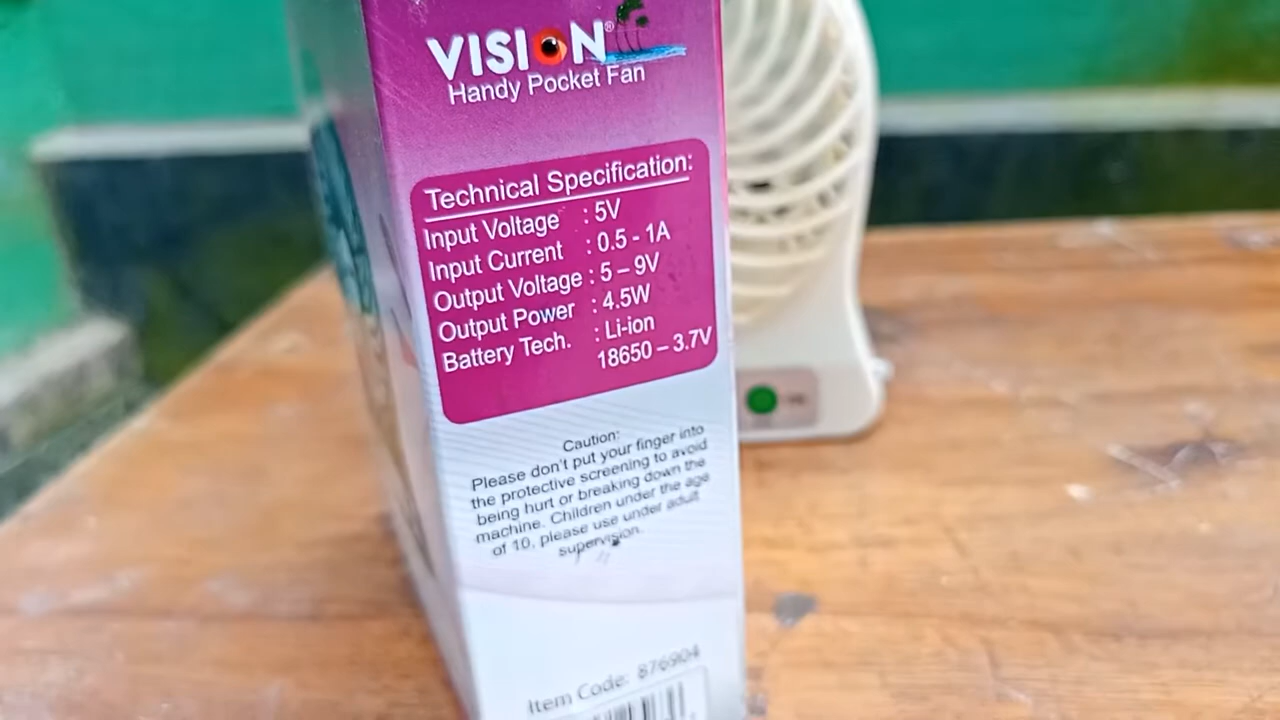 VISION®
Handy Pocket Fan
Technical Specification:
Input Voltage : 5V
Input Current : 0.5 - 1A
Output Voltage : 5 – 9V
Output Power : 4.5W
Battery Tech. : Li-ion
18650 – 3.7V
Caution:
Please don't put your finger into
the protective screening to avoid
being hurt or breaking down the
machine. Children under the age
of 10, please use under adult
supervision.
Item Code: 876904